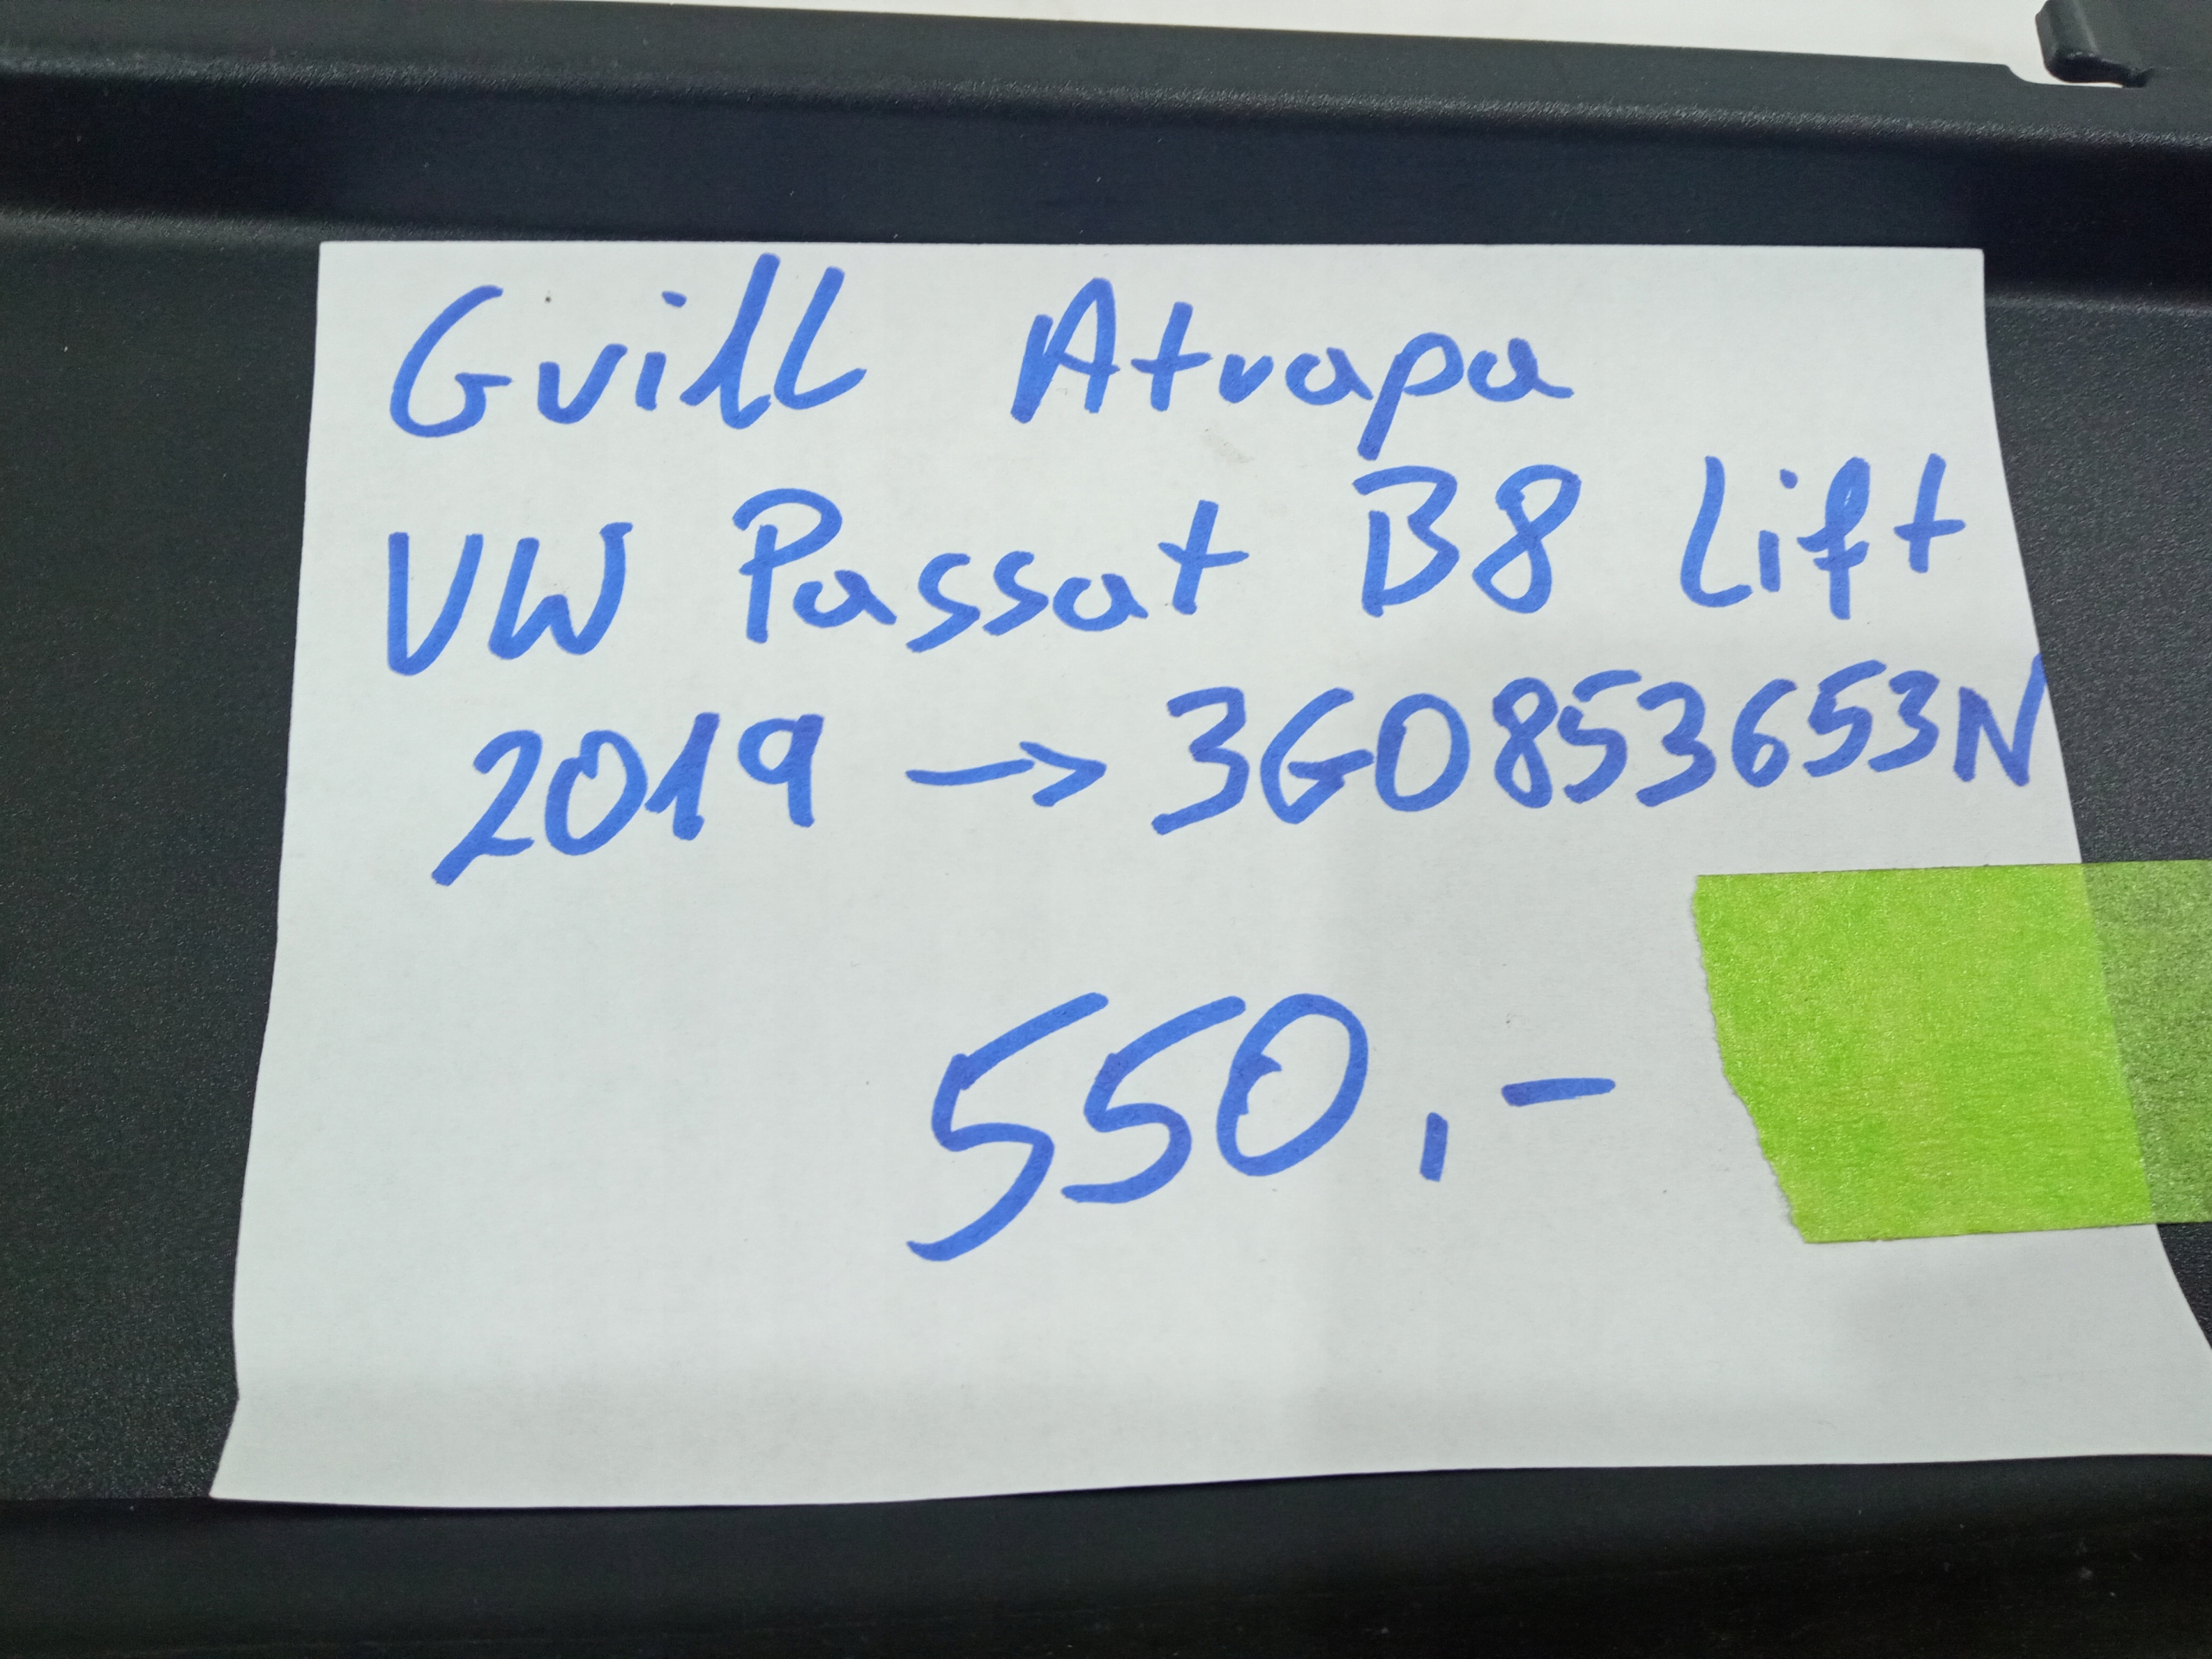 Grill Atrapa
VW Passat B8 Lift
2019 -> 3G0853653N
550,-